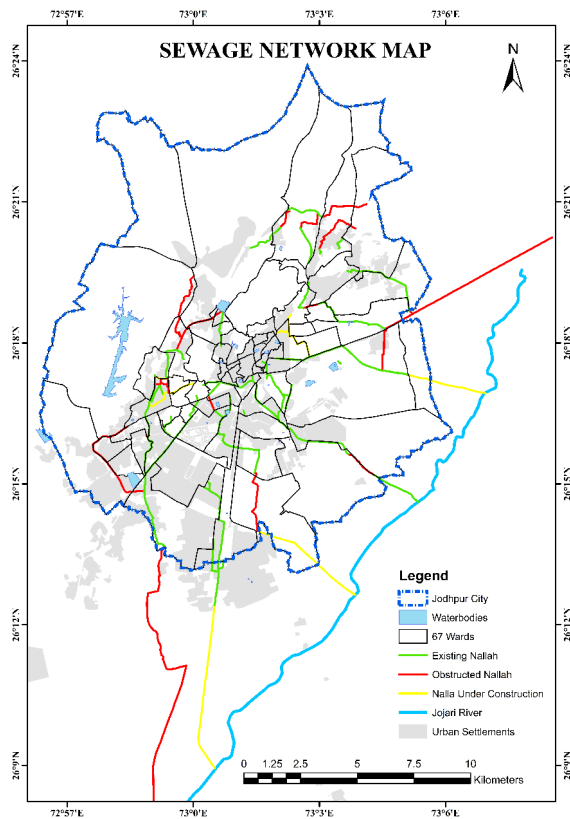 72°57'E 73°0'E 73°3'E 73°6'E
SEWAGE NETWORK MAP
N
26°24'N 26°24'N
26°21'N 26°21'N
26°18'N 26°18'N
26°15'N 26°15'N
26°12'N 26°12'N
26°9'N 26°9'N
Legend
Jodhpur City
Waterbodies
67 Wards
Existing Nallah
Obstructed Nallah
Nalla Under Construction
Jojari River
Urban Settlements
0 1.25 2.5 5 7.5 10
Kilometers
72°57'E 73°0'E 73°3'E 73°6'E